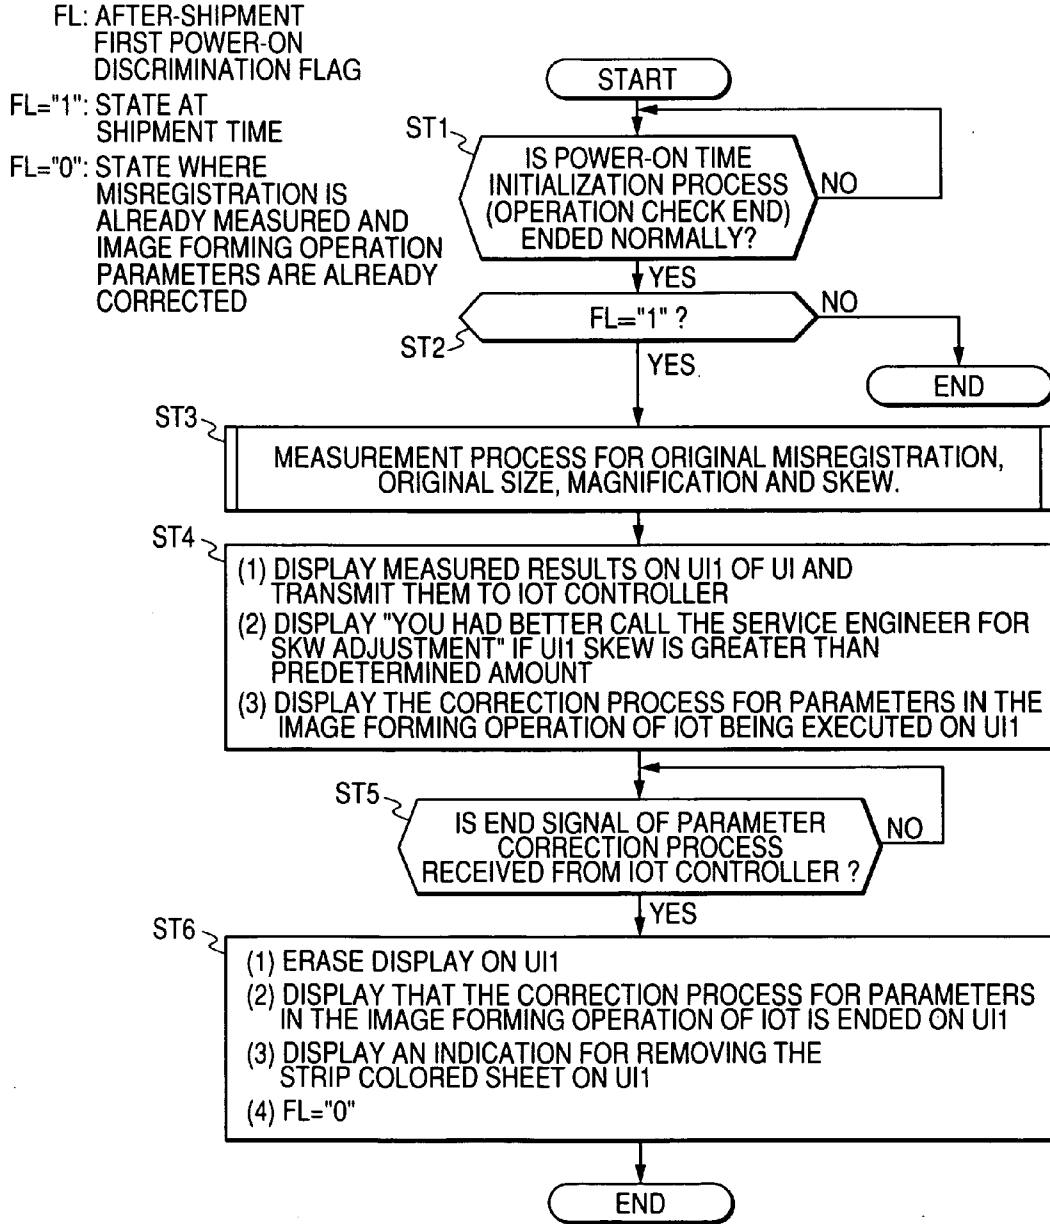 FL: AFTER-SHIPMENT
FIRST POWER-ON
DISCRIMINATION FLAG
FL="1": STATE AT
SHIPMENT TIME
FL="0": STATE WHERE
MISREGISTRATION IS
ALREADY MEASURED AND
IMAGE FORMING OPERATION
PARAMETERS ARE ALREADY
CORRECTED
START
ST1
IS POWER-ON TIME
INITIALIZATION PROCESS
(OPERATION CHECK END)
ENDED NORMALLY?
NO
YES
FL="1" ?
NO
ST2
YES
END
ST3
MEASUREMENT PROCESS FOR ORIGINAL MISREGISTRATION,
ORIGINAL SIZE, MAGNIFICATION AND SKEW.
ST4
(1) DISPLAY MEASURED RESULTS ON UI1 OF UI AND
TRANSMIT THEM TO IOT CONTROLLER
(2) DISPLAY "YOU HAD BETTER CALL THE SERVICE ENGINEER FOR
SKW ADJUSTMENT" IF UI1 SKEW IS GREATER THAN
PREDETERMINED AMOUNT
(3) DISPLAY THE CORRECTION PROCESS FOR PARAMETERS IN THE
IMAGE FORMING OPERATION OF IOT BEING EXECUTED ON UI1
ST5
IS END SIGNAL OF PARAMETER
CORRECTION PROCESS
RECEIVED FROM IOT CONTROLLER ?
NO
YES
ST6
(1) ERASE DISPLAY ON UI1
(2) DISPLAY THAT THE CORRECTION PROCESS FOR PARAMETERS
IN THE IMAGE FORMING OPERATION OF IOT IS ENDED ON UI1
(3) DISPLAY AN INDICATION FOR REMOVING THE
STRIP COLORED SHEET ON UI1
(4) FL="0"
END